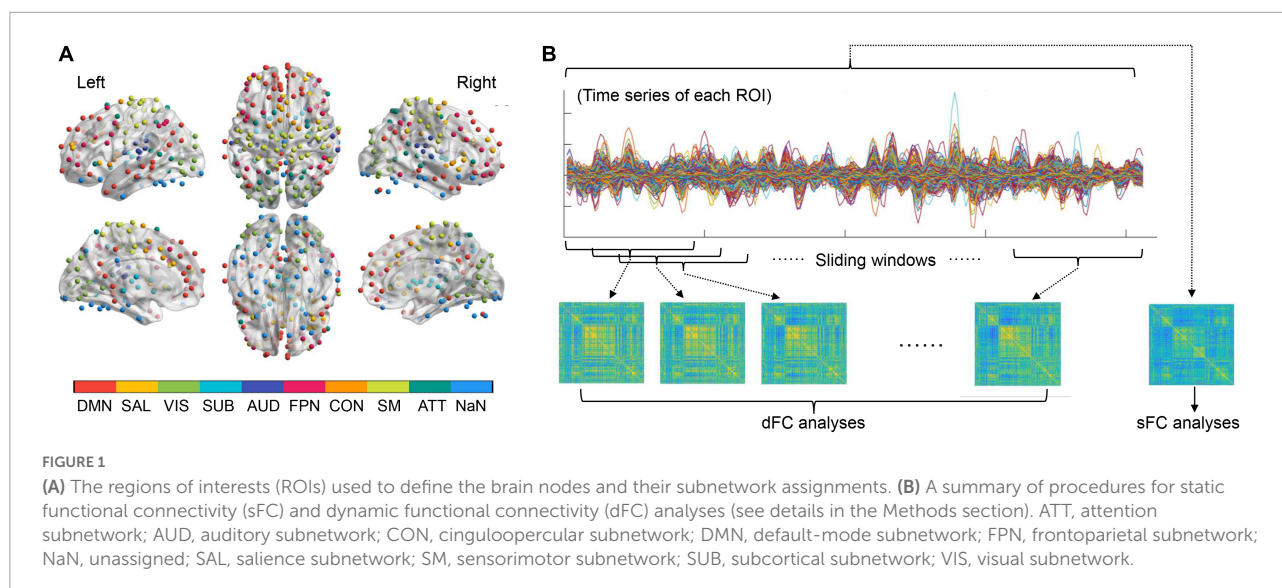 A
Left
Right
DMN SAL VIS SUB AUD FPN CON SM ATT NaN
B
(Time series of each ROI)
······ Sliding windows ······
······
dFC analyses
sFC analyses
FIGURE 1
(A) The regions of interests (ROIs) used to define the brain nodes and their subnetwork assignments. (B) A summary of procedures for static
functional connectivity (sFC) and dynamic functional connectivity (dFC) analyses (see details in the Methods section). ATT, attention
subnetwork; AUD, auditory subnetwork; CON, cinguloopercular subnetwork; DMN, default-mode subnetwork; FPN, frontoparietal subnetwork;
NaN, unassigned; SAL, salience subnetwork; SM, sensorimotor subnetwork; SUB, subcortical subnetwork; VIS, visual subnetwork.